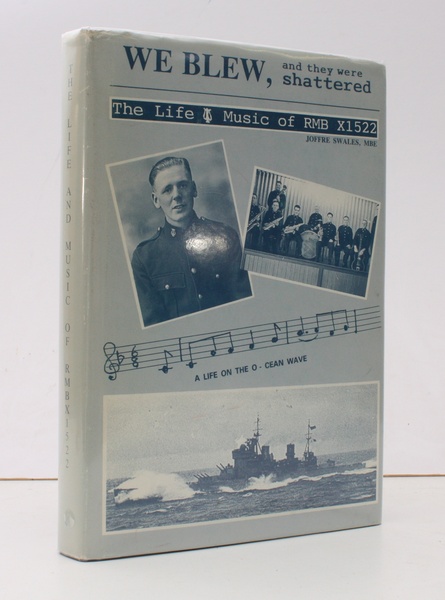 WE BLEW, and they were
shattered
The Life & Music of RMB X1522
JOFFRE SWALES, MBE
A LIFE ON THE O - CEAN WAVE
THE LIFE AND MUSIC OF RMBX1522